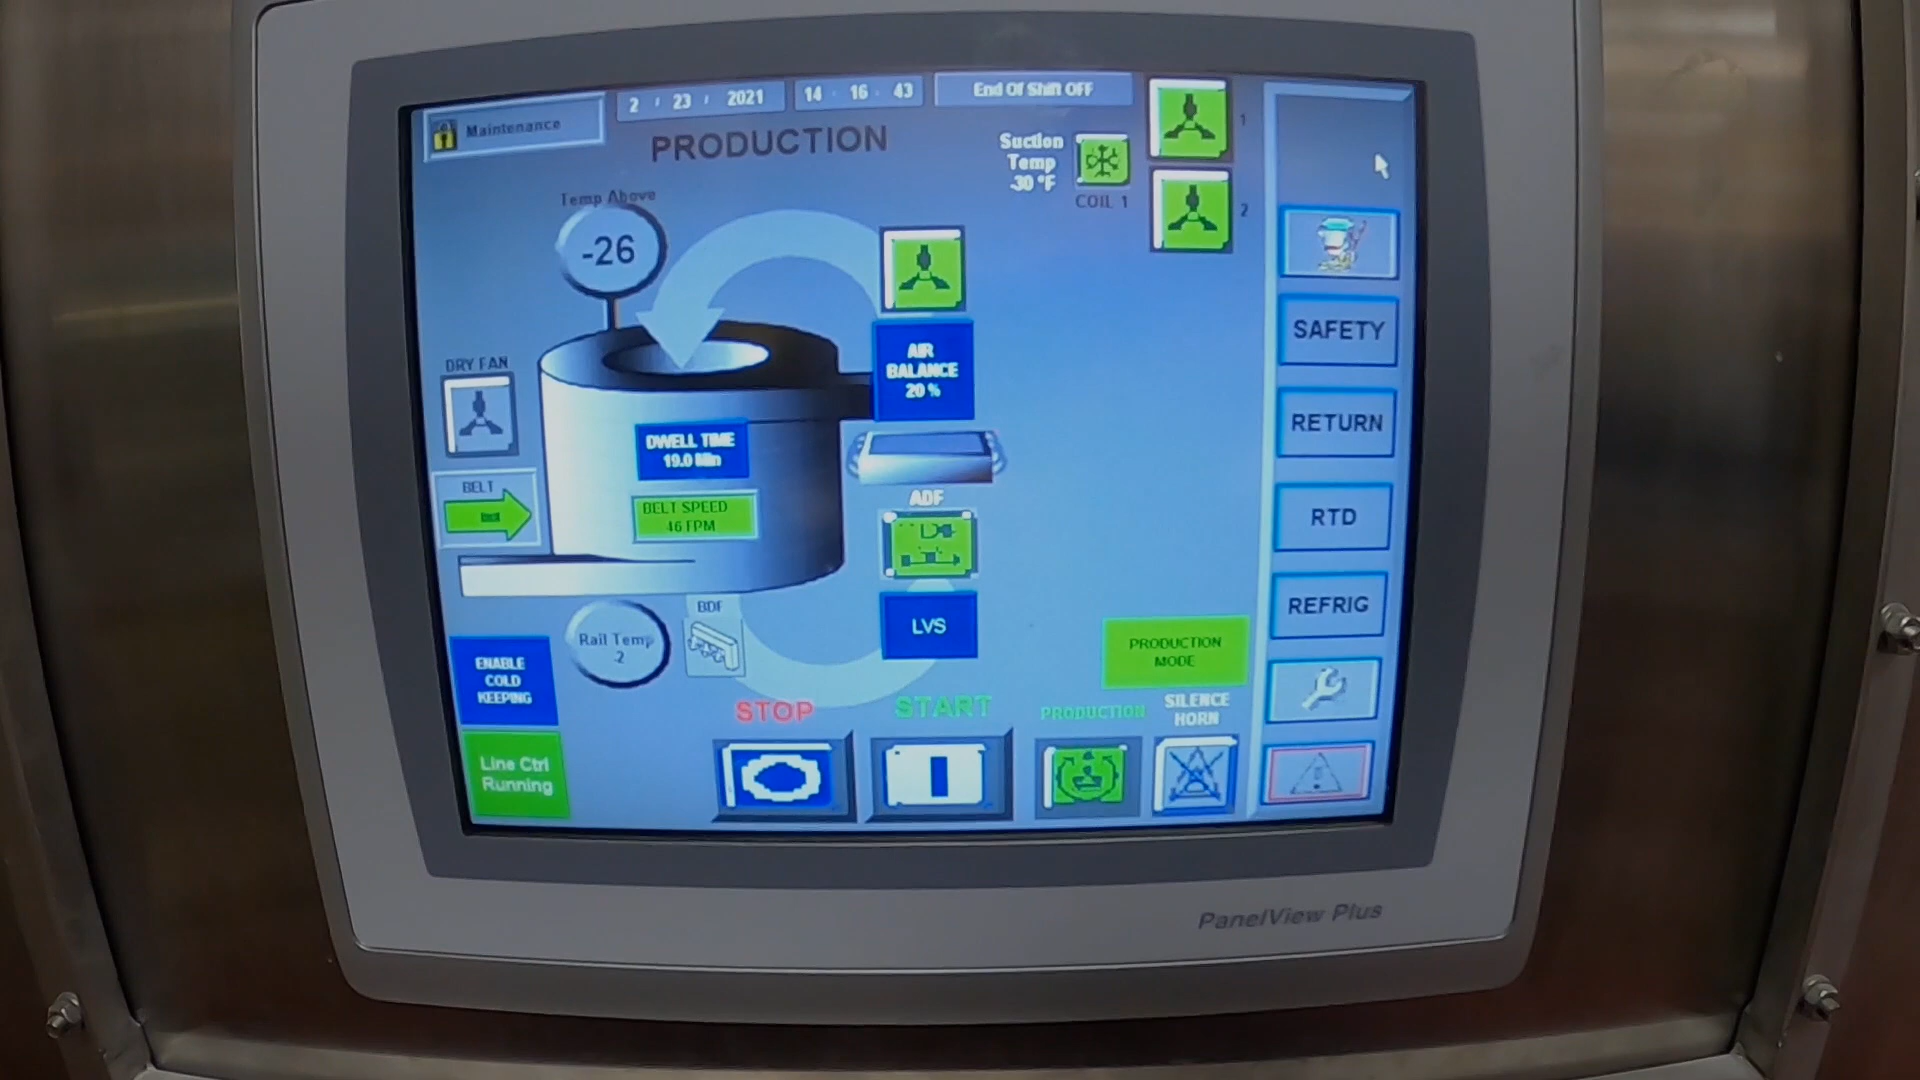 Maintenance
2 / 23 / 2021
14 : 16 : 43
End Of Shift OFF
PRODUCTION
Suction
Temp
-30 °F
COIL 1
1
2
Temp Above
-26
DRY FAN
AIR
BALANCE
20 %
DWELL TIME
19.0 Min
BELT
BELT SPEED
46 FPM
ADF
LVS
BDF
Rail Temp
-2
ENABLE
COLD
KEEPING
Line Ctrl
Running
STOP
START
PRODUCTION
SILENCE
HORN
PRODUCTION
MODE
SAFETY
RETURN
RTD
REFRIG
PanelView Plus